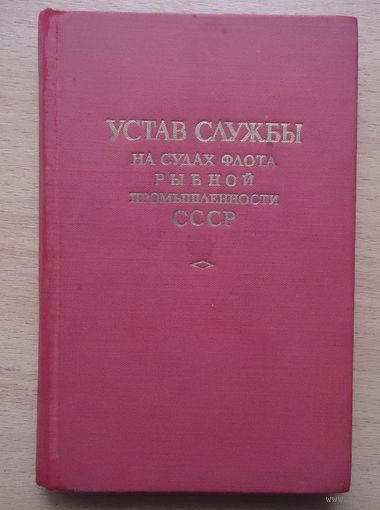 УСТАВ СЛУЖБЫ
НА СУДАХ ФЛОТА
РЫБНОЙ
ПРОМЫШЛЕННОСТИ
СССР